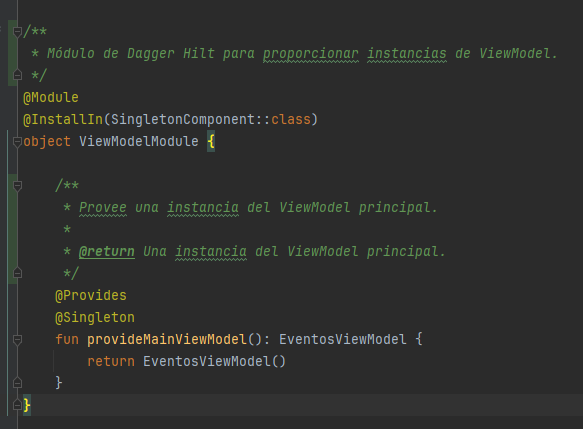 /**
 * Módulo de Dagger Hilt para proporcionar instancias de ViewModel.
 */
@Module
@InstallIn(SingletonComponent::class)
object ViewModelModule {
    /**
     * Provee una instancia del ViewModel principal.
     *
     * @return Una instancia del ViewModel principal.
     */
    @Provides
    @Singleton
    fun provideMainViewModel(): EventosViewModel {
        return EventosViewModel()
    }
}